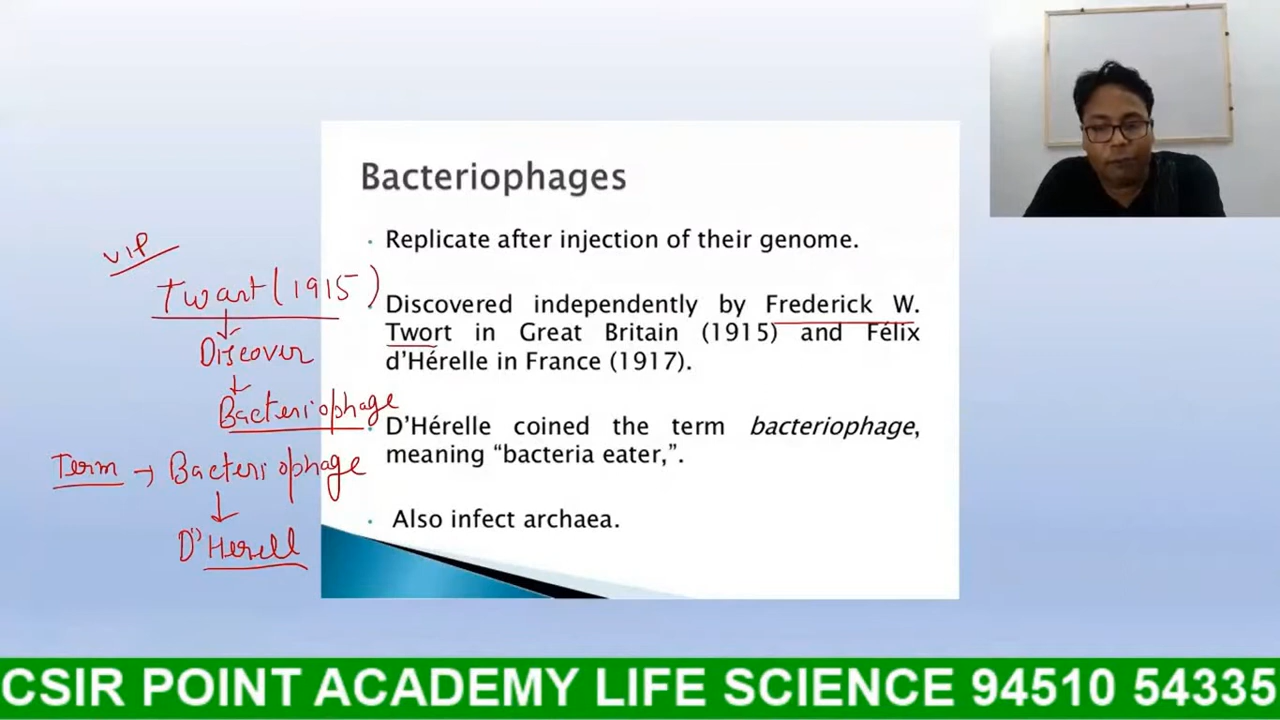 Bacteriophages
Replicate after injection of their genome.
Discovered independently by Frederick W.
Twort in Great Britain (1915) and Félix
d’Hérelle in France (1917).
D’Hérelle coined the term bacteriophage,
meaning “bacteria eater,”.
Also infect archaea.
VIP
Twart (1915)
Discover
Bacteriophage
Term → Bacteriophage
D'Herell
CSIR POINT ACADEMY LIFE SCIENCE 94510 54335